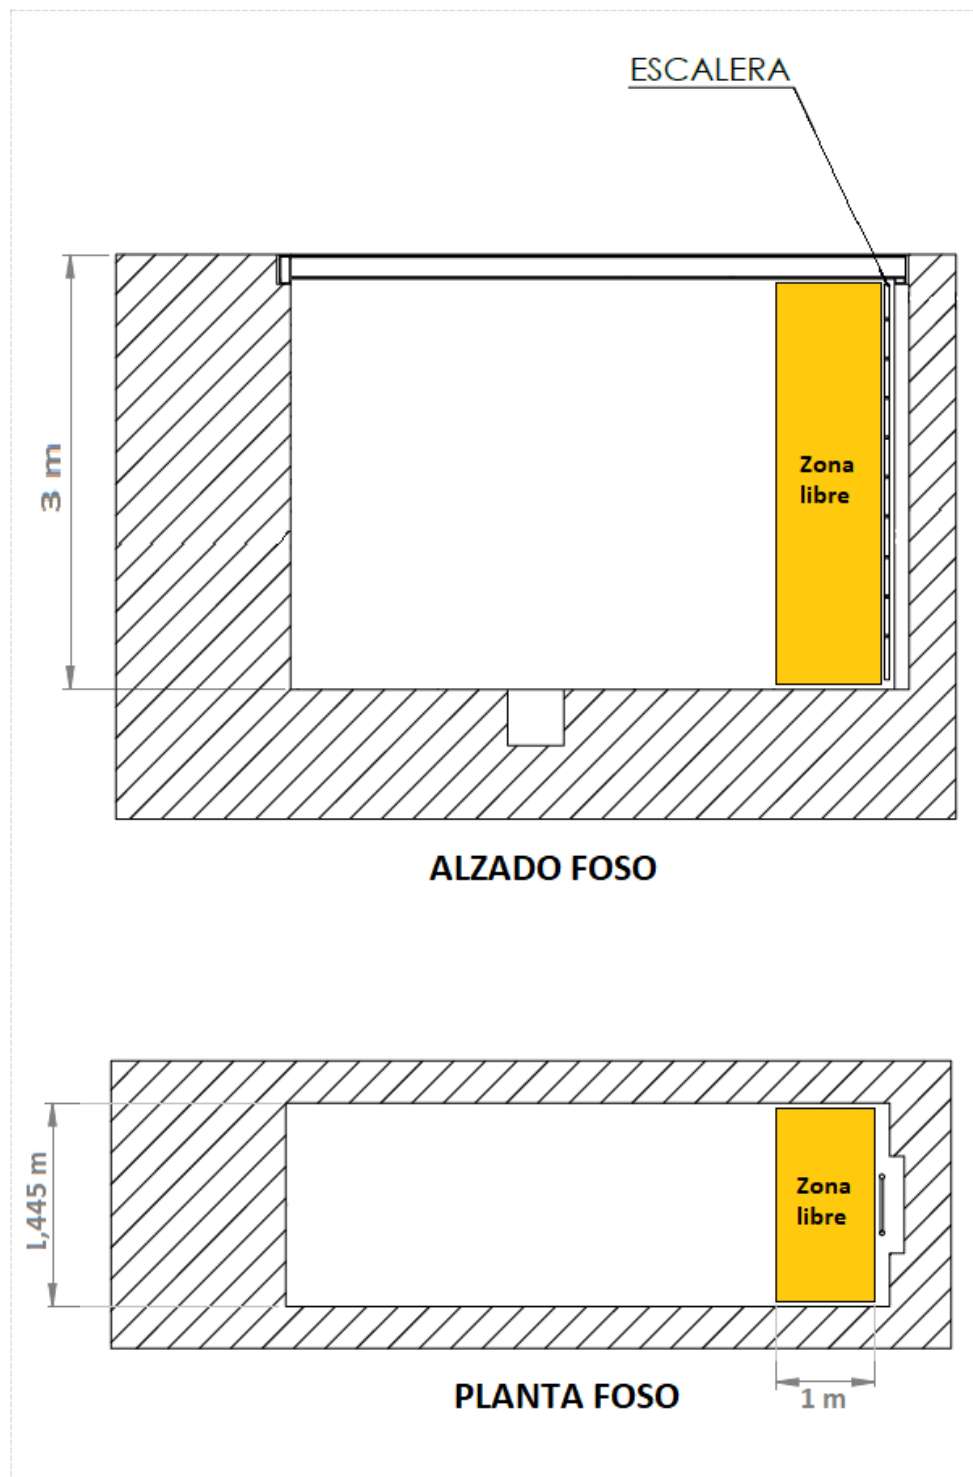 ESCALERA
3 m
Zona
libre
ALZADO FOSO
1,445 m
Zona
libre
1 m
PLANTA FOSO